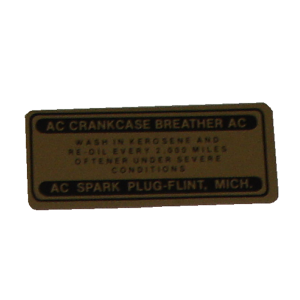 AC CRANKCASE BREATHER AC
WASH IN KEROSENE AND
RE-OIL EVERY 2,000 MILES
OFTENER UNDER SEVERE
CONDITIONS
AC SPARK PLUG-FLINT, MICH.